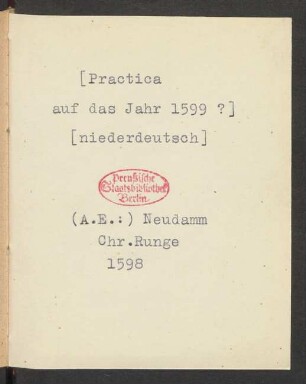 [Practica
auf das Jahr 1599 ?]
[niederdeutsch]
Preußische
Staatsbibliothek
Berlin
(A.E.:) Neudamm
Chr.Runge
1598